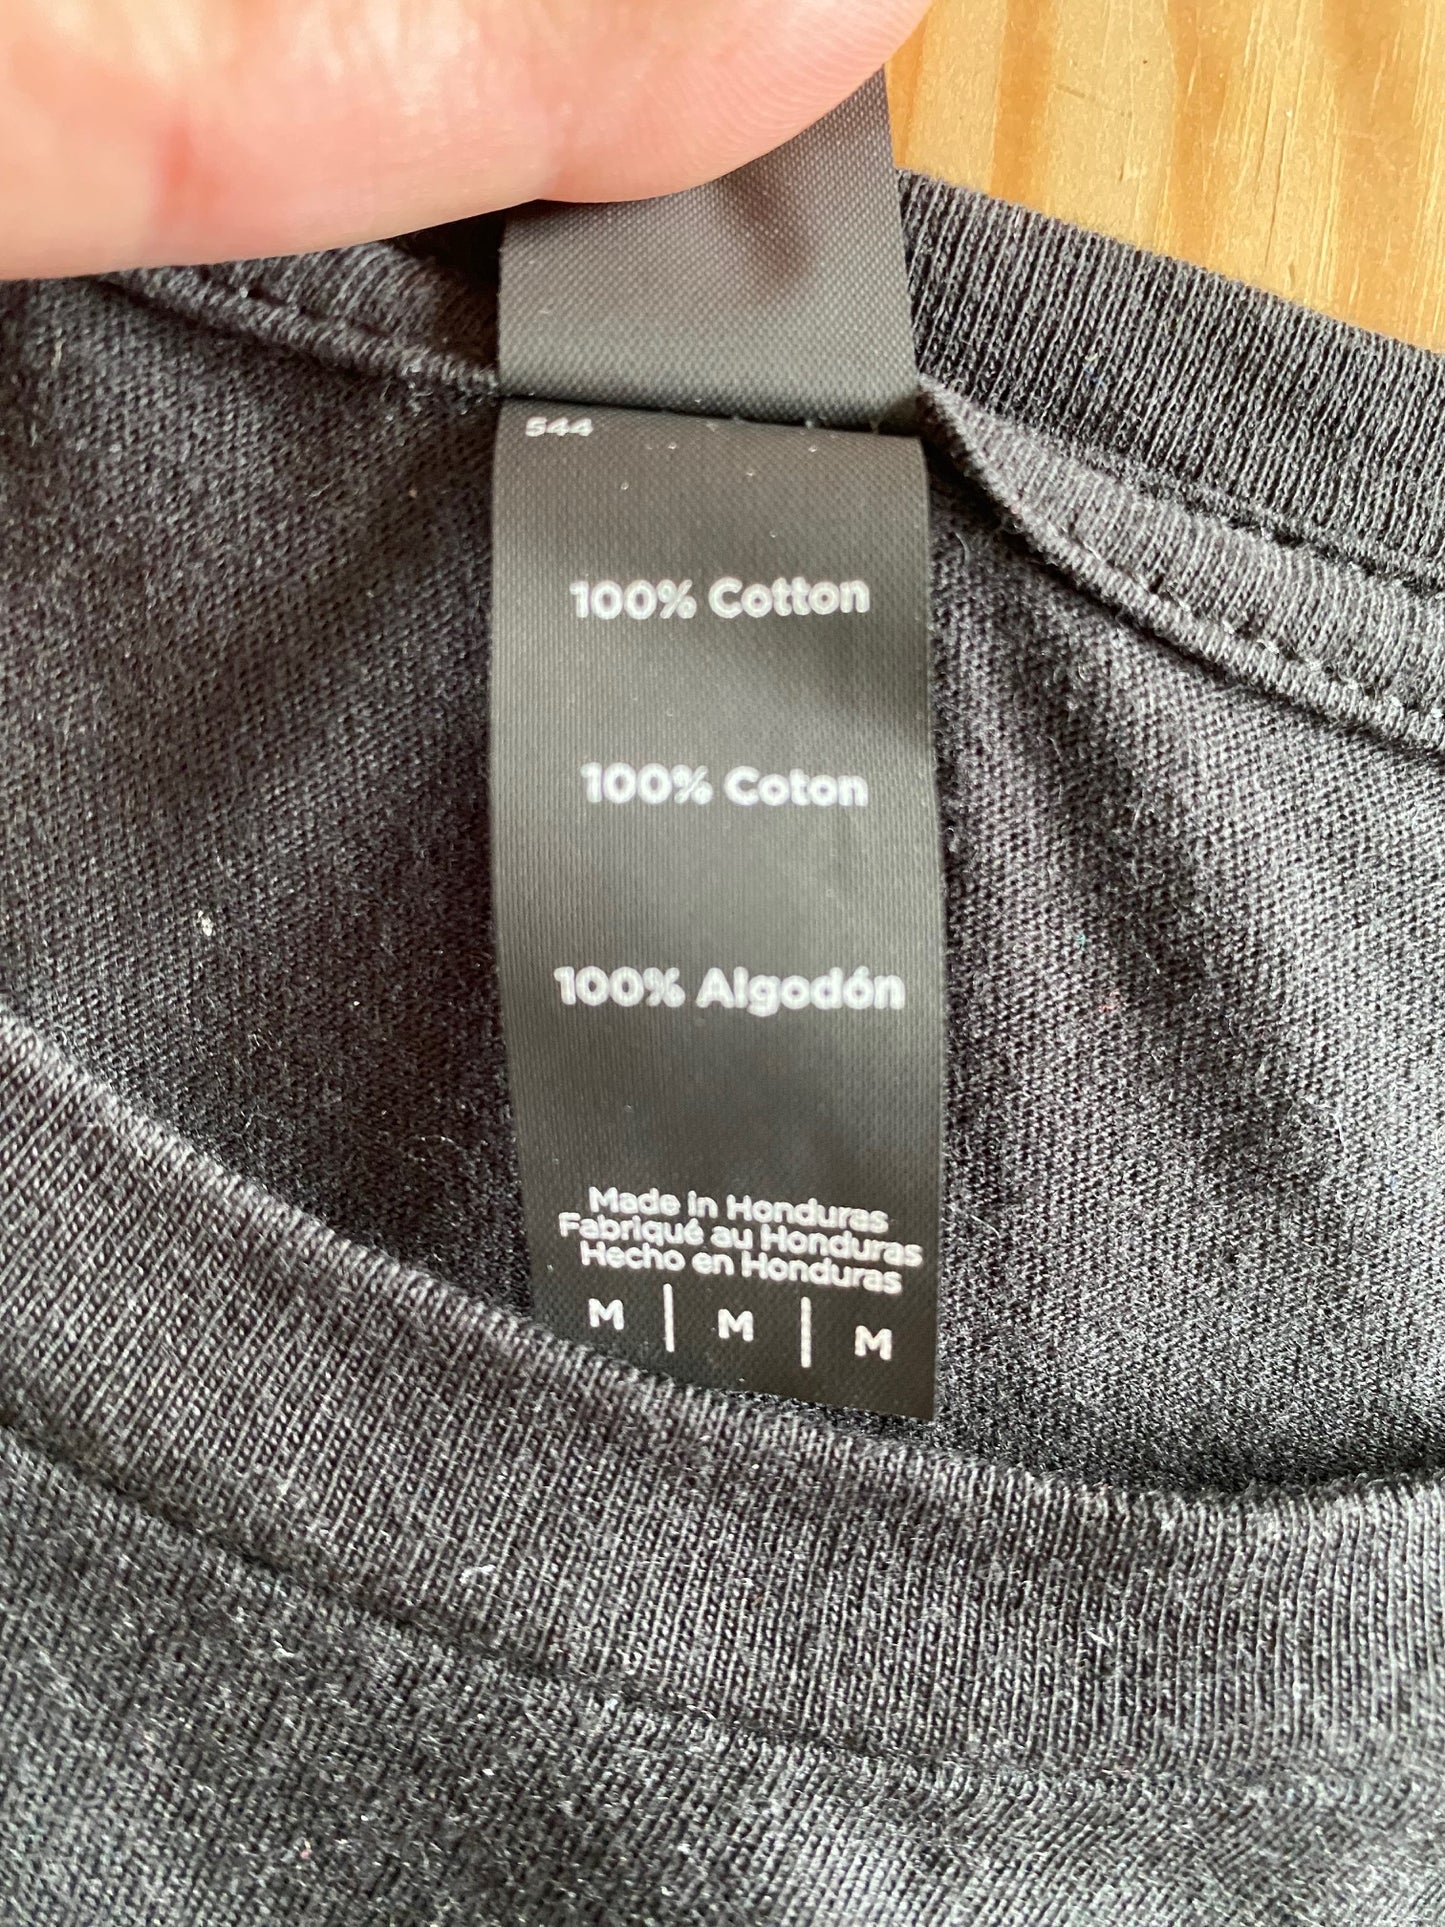 544
100% Cotton
100% Coton
100% Algodón
Made in Honduras
Fabriqué au Honduras
Hecho en Honduras
M | M | M